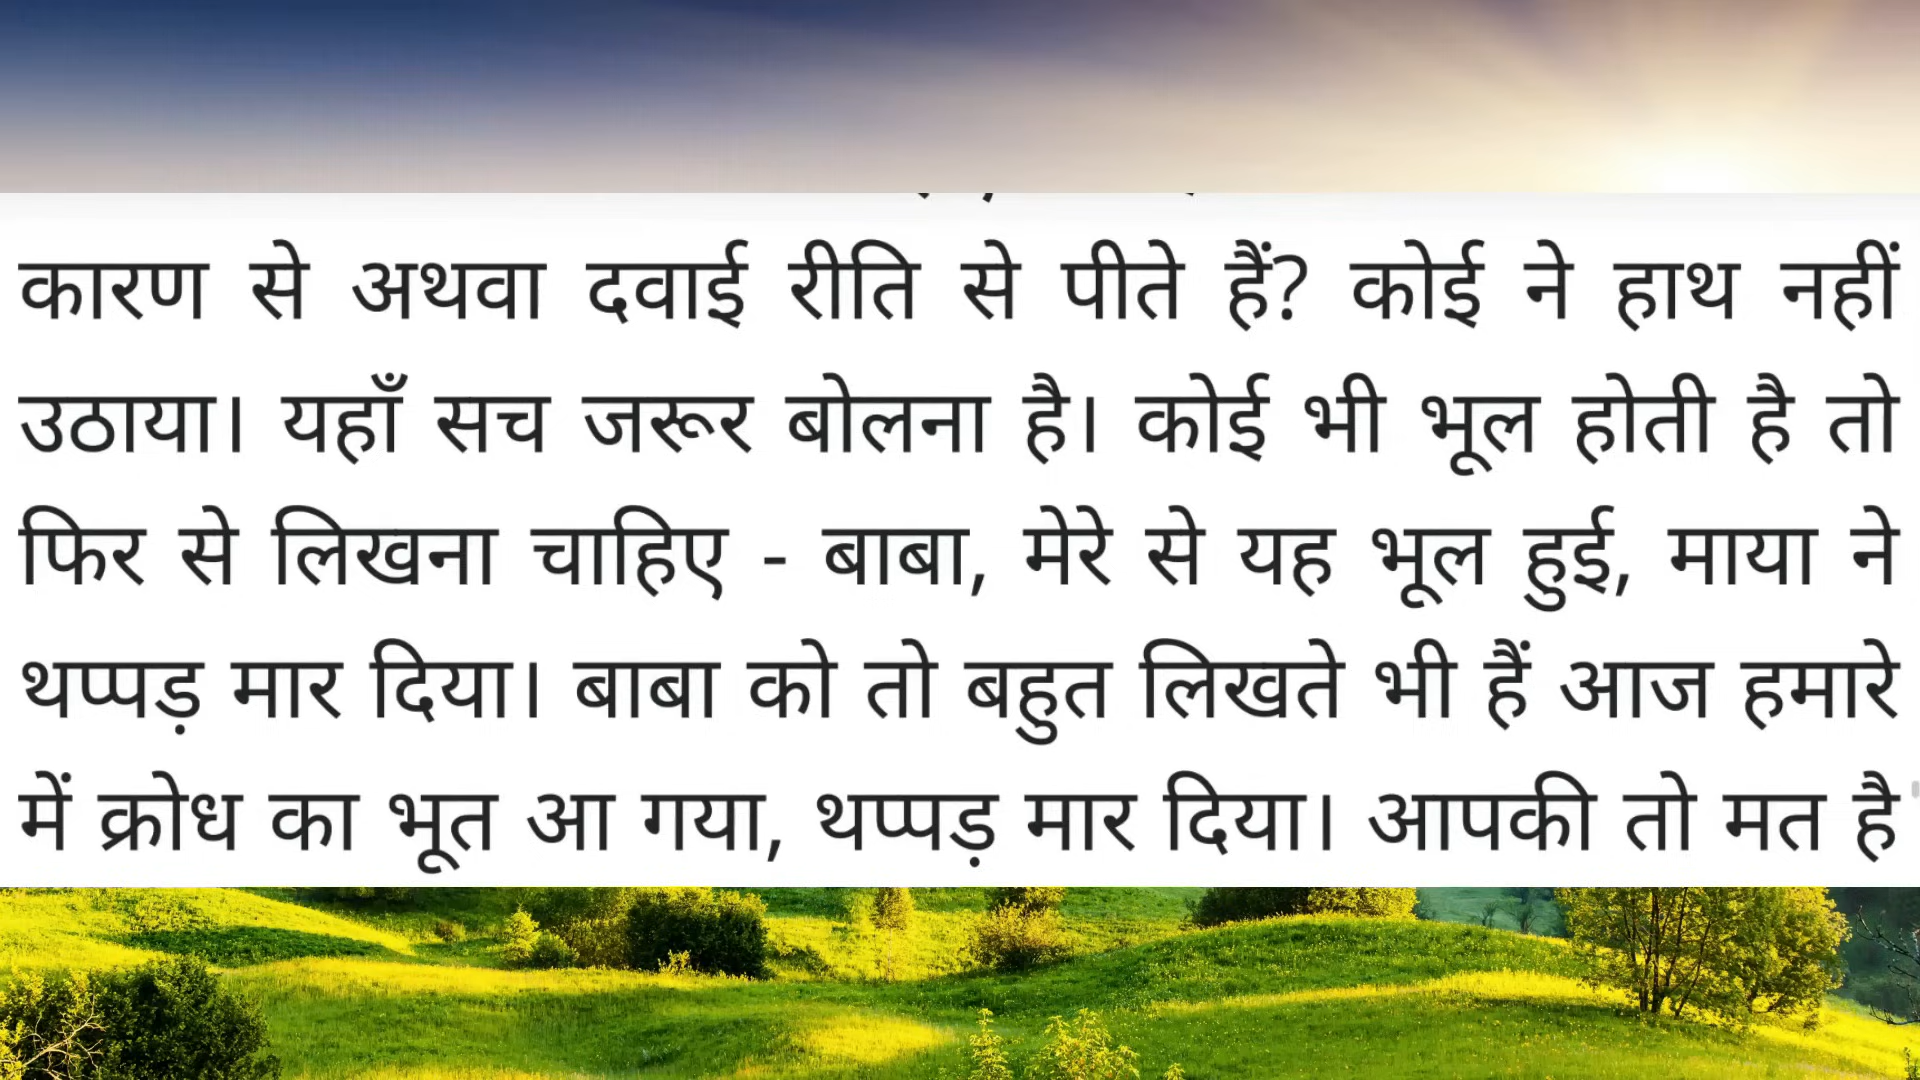 कारण से अथवा दवाई रीति से पीते हैं? कोई ने हाथ नहीं
उठाया। यहाँ सच जरूर बोलना है। कोई भी भूल होती है तो
फिर से लिखना चाहिए - बाबा, मेरे से यह भूल हुई, माया ने
थप्पड़ मार दिया। बाबा को तो बहुत लिखते भी हैं आज हमारे
में क्रोध का भूत आ गया, थप्पड़ मार दिया। आपकी तो मत है